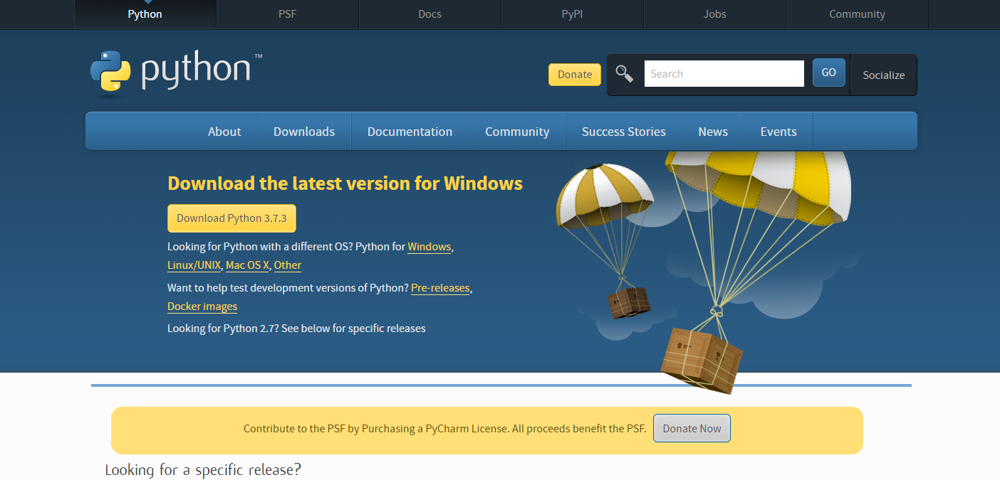 Python PSF Docs PyPI Jobs Community
python™
Donate Search GO Socialize
About Downloads Documentation Community Success Stories News Events
Download the latest version for Windows
Download Python 3.7.3
Looking for Python with a different OS? Python for Windows,
Linux/UNIX, Mac OS X, Other
Want to help test development versions of Python? Pre-releases,
Docker images
Looking for Python 2.7? See below for specific releases
Contribute to the PSF by Purchasing a PyCharm License. All proceeds benefit the PSF. Donate Now
Looking for a specific release?